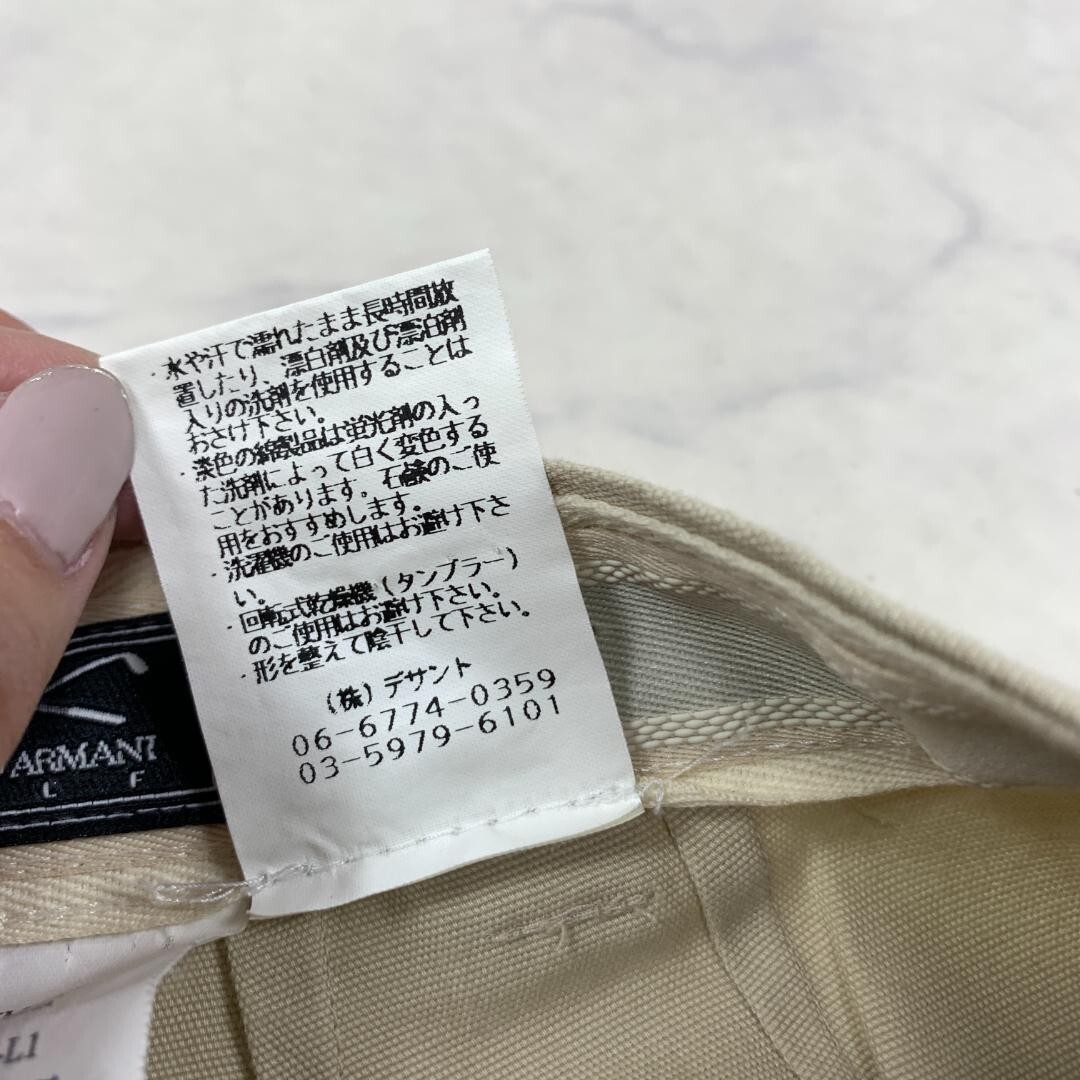 ・水や汗で濡れたまま長時間放
置したり、漂白剤及び漂泊剤
入りの洗剤を使用することは
おさけ下さい。
・淡色の綿製品は蛍光剤の入っ
た洗剤によって白く変色する
ことがあります。石鹸のご使
用をおすすめします。
・洗濯機のご使用はお避け下さ
い。
・回転式乾燥機(タンブラー)
のご使用はお避け下さい。
・形を整えて陰干して下さい。
(株)デサント
06-6774-0359
03-5979-6101
ARMANI
L F
-L1